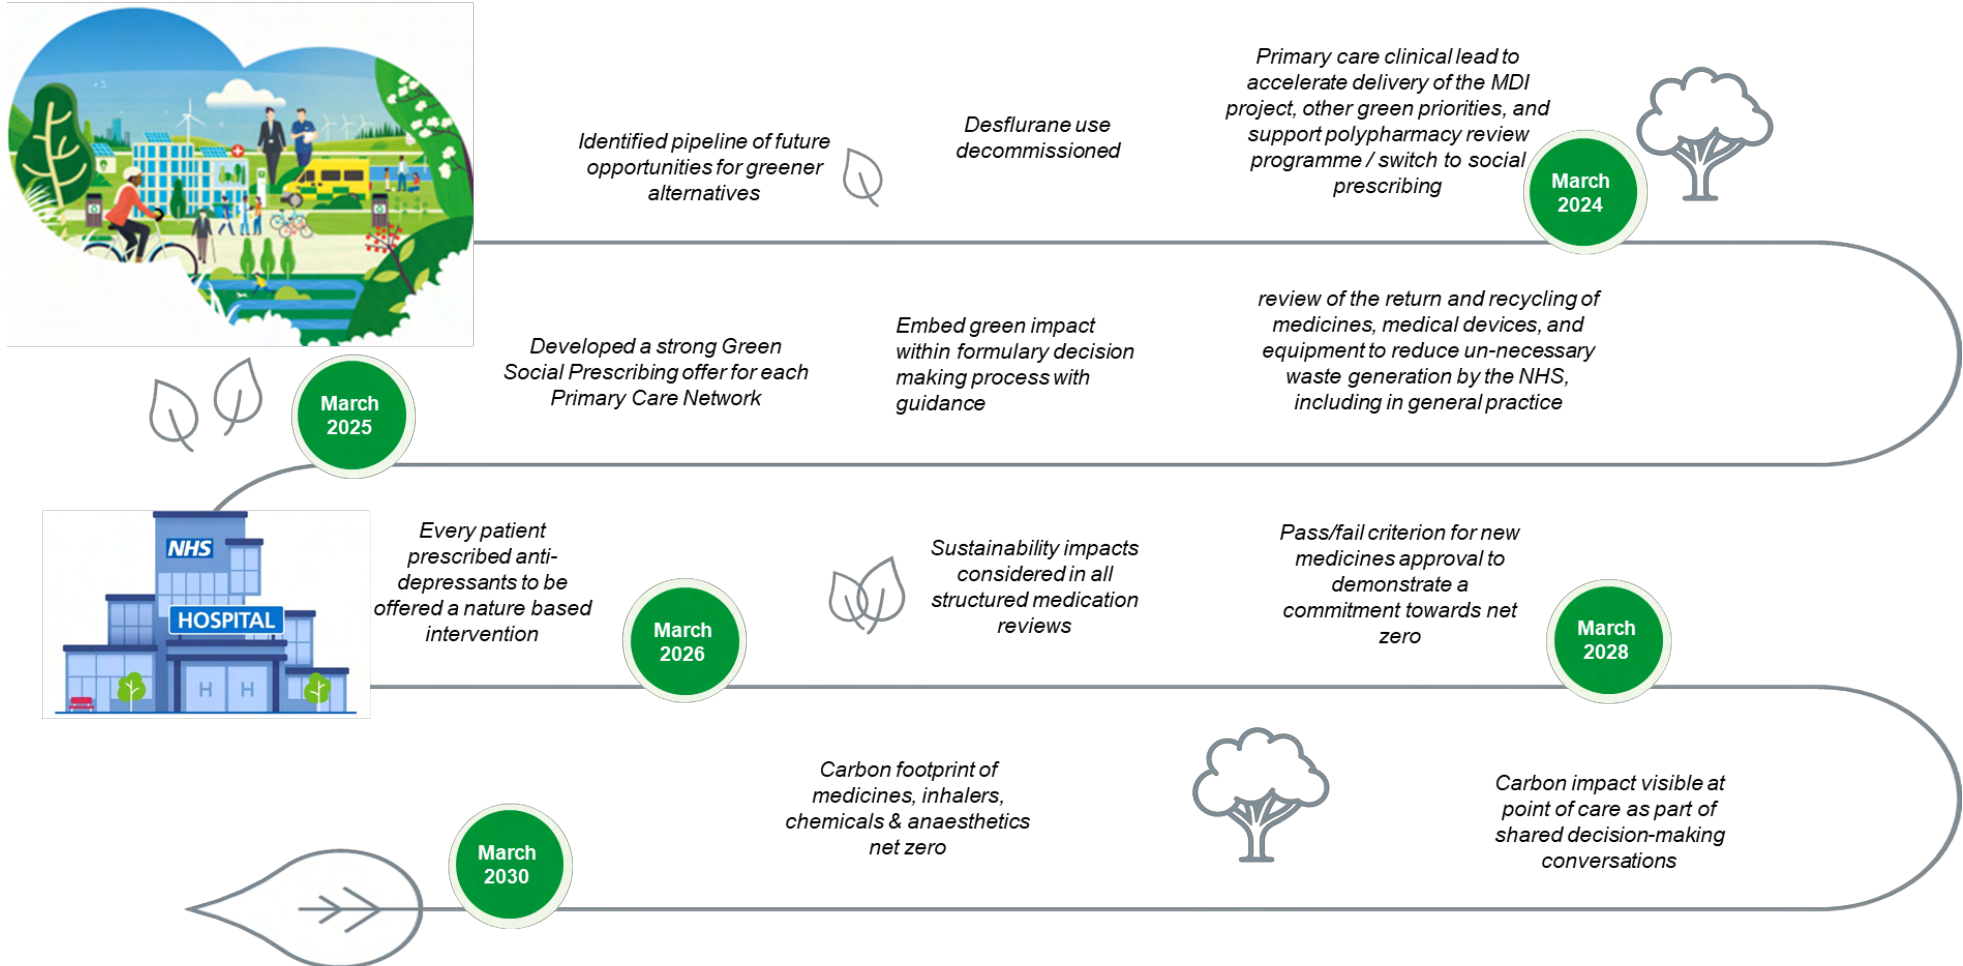 Identified pipeline of future
opportunities for greener
alternatives
Desflurane use
decommissioned
Primary care clinical lead to
accelerate delivery of the MDI
project, other green priorities, and
support polypharmacy review
programme / switch to social
prescribing
March
2024
review of the return and recycling of
medicines, medical devices, and
equipment to reduce un-necessary
waste generation by the NHS,
including in general practice
Embed green impact
within formulary decision
making process with
guidance
Developed a strong Green
Social Prescribing offer for each
Primary Care Network
March
2025
NHS
HOSPITAL
H H
Every patient
prescribed anti-
depressants to be
offered a nature based
intervention
March
2026
Sustainability impacts
considered in all
structured medication
reviews
Pass/fail criterion for new
medicines approval to
demonstrate a
commitment towards net
zero
March
2028
Carbon impact visible at
point of care as part of
shared decision-making
conversations
Carbon footprint of
medicines, inhalers,
chemicals & anaesthetics
net zero
March
2030